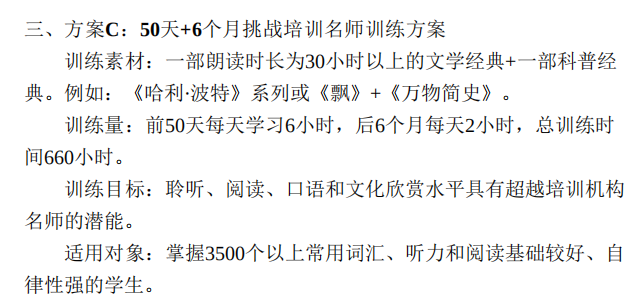 三、方案C：50天+6个月挑战培训名师训练方案
训练素材：一部朗读时长为30小时以上的文学经典+一部科普经
典。例如：《哈利·波特》系列或《飘》+《万物简史》。
训练量：前50天每天学习6小时，后6个月每天2小时，总训练时
间660小时。
训练目标：聆听、阅读、口语和文化欣赏水平具有超越培训机构
名师的潜能。
适用对象：掌握3500个以上常用词汇、听力和阅读基础较好、自
律性强的学生。